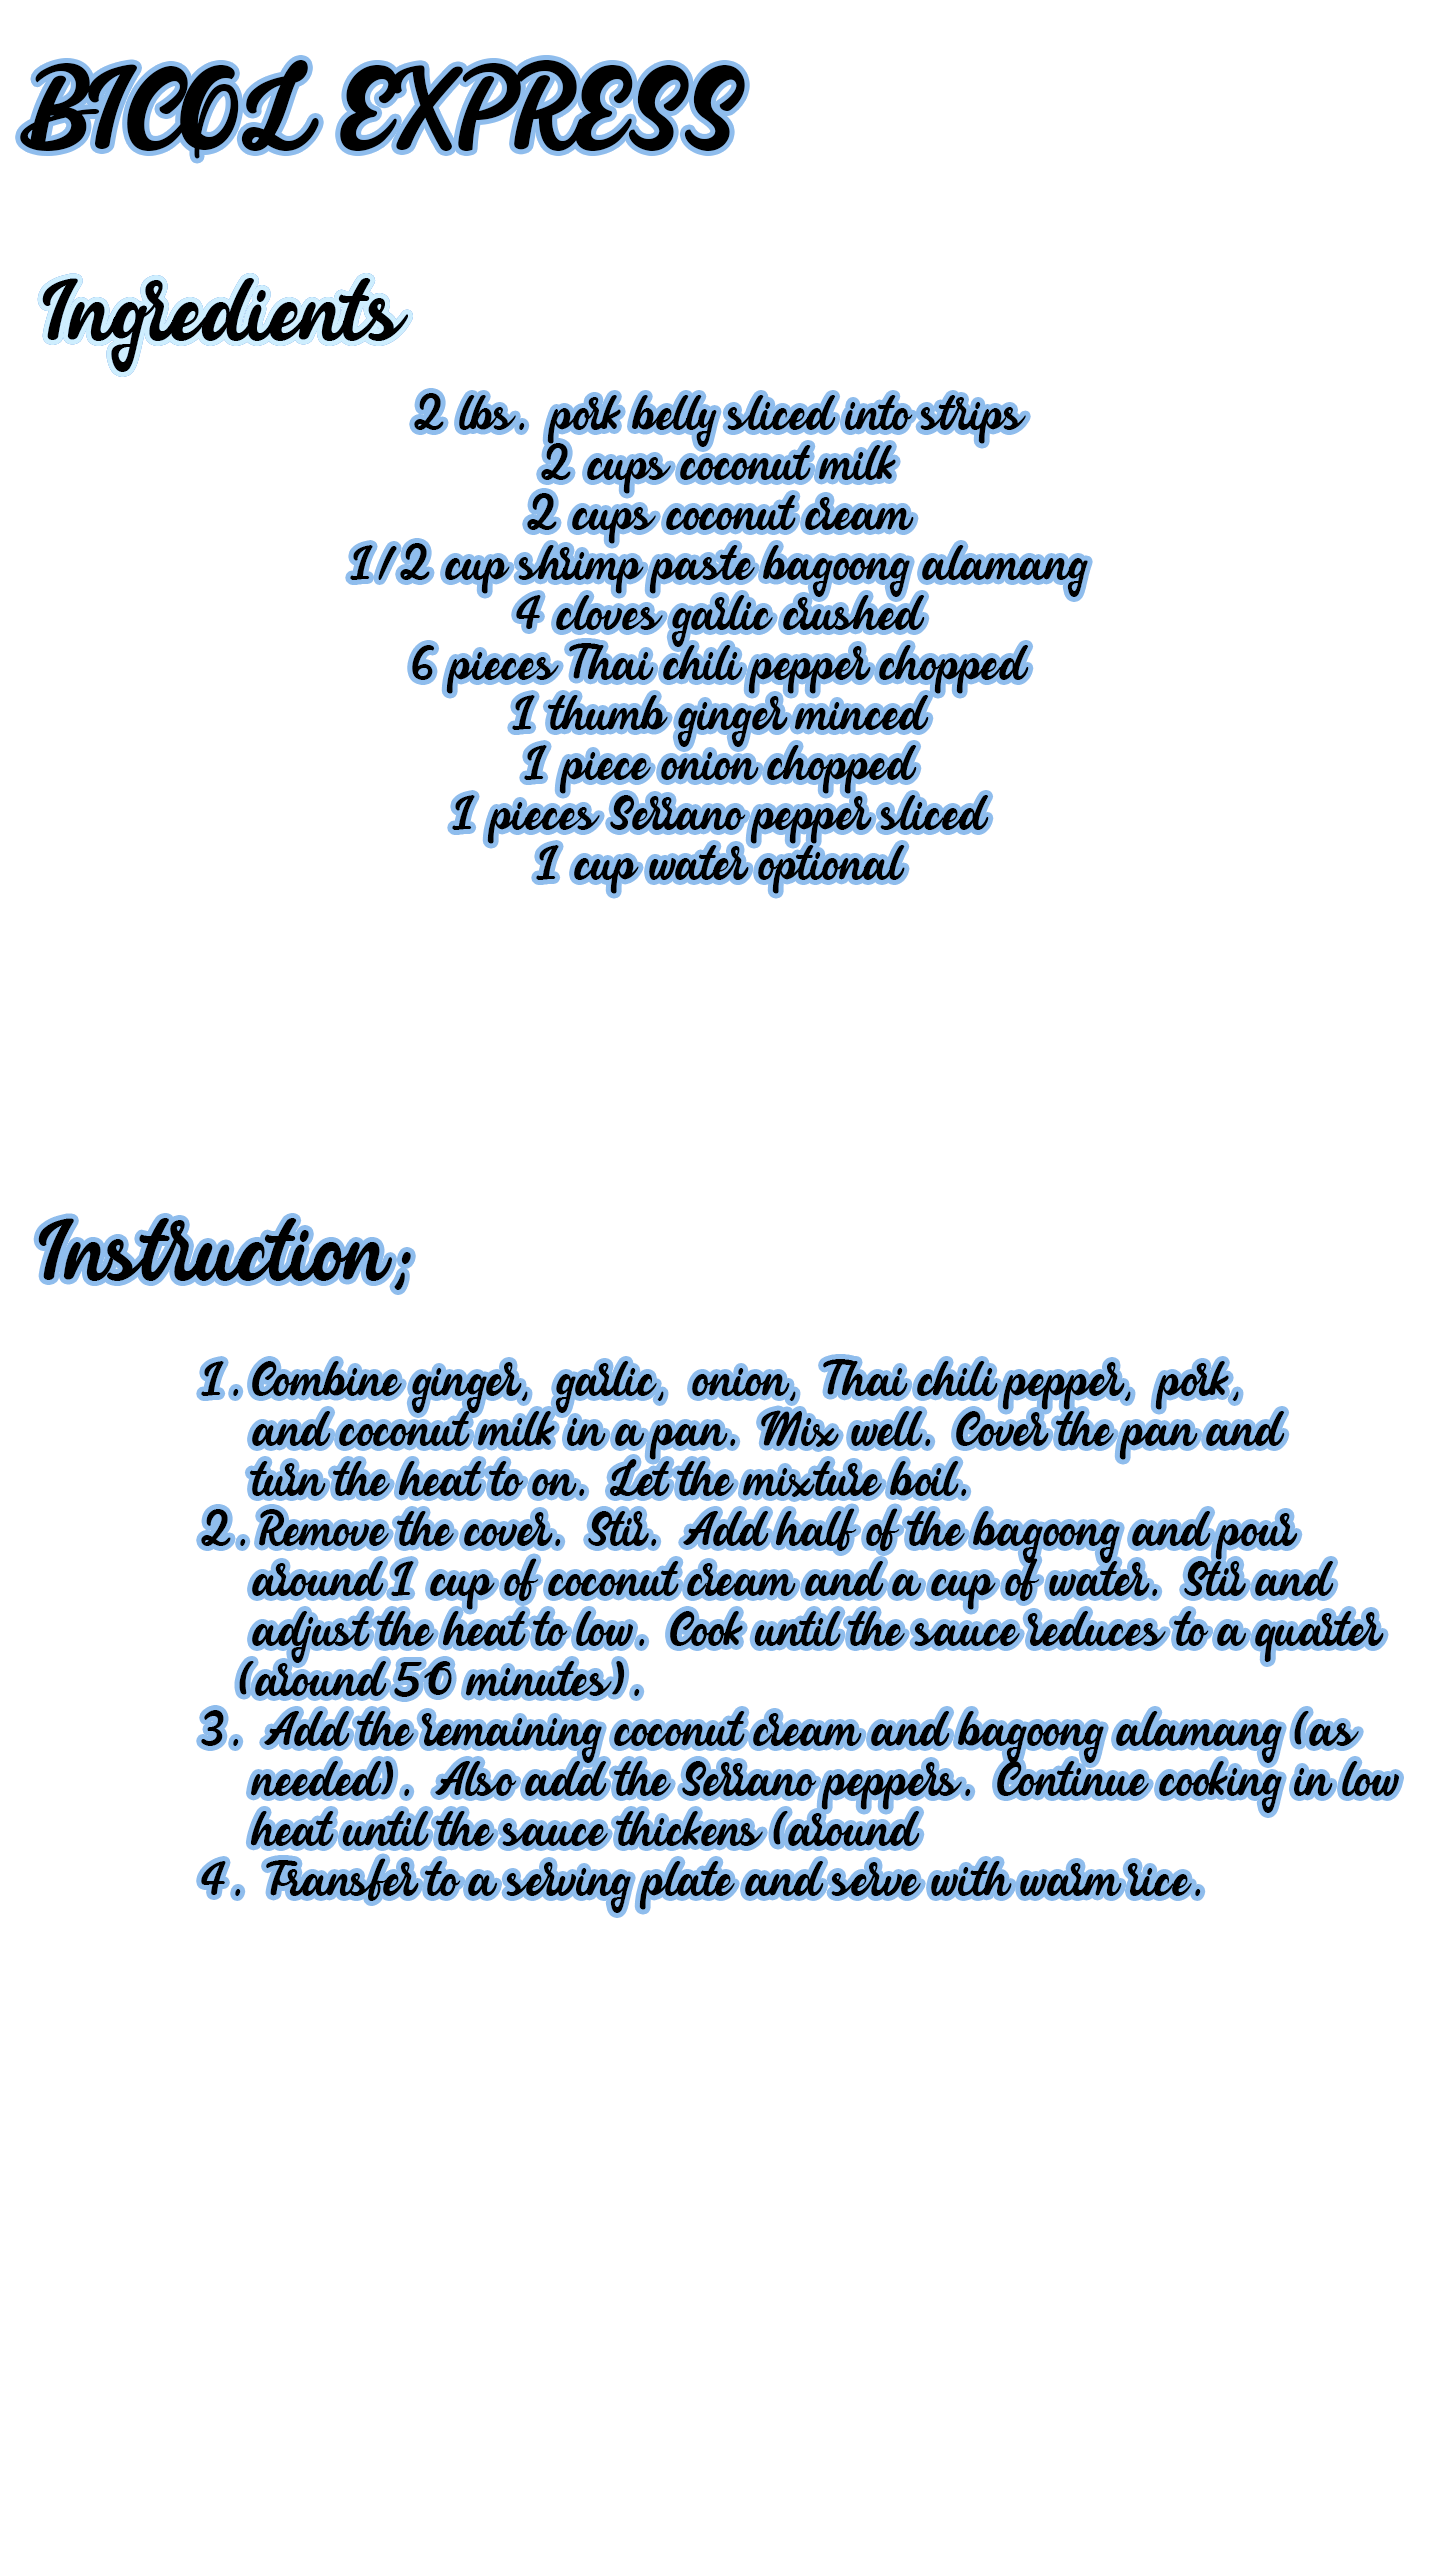 BICOL EXPRESS
Ingredients
2 lbs. pork belly sliced into strips
2 cups coconut milk
2 cups coconut cream
1/2 cup shrimp paste bagoong alamang
4 cloves garlic crushed
6 pieces Thai chili pepper chopped
1 thumb ginger minced
1 piece onion chopped
1 pieces Serrano pepper sliced
1 cup water optional
Instruction;
1. Combine ginger, garlic, onion, Thai chili pepper, pork,
and coconut milk in a pan. Mix well. Cover the pan and
turn the heat to on. Let the mixture boil.
2. Remove the cover. Stir. Add half of the bagoong and pour
around 1 cup of coconut cream and a cup of water. Stir and
adjust the heat to low. Cook until the sauce reduces to a quarter
(around 50 minutes).
3. Add the remaining coconut cream and bagoong alamang (as
needed). Also add the Serrano peppers. Continue cooking in low
heat until the sauce thickens (around
4. Transfer to a serving plate and serve with warm rice.